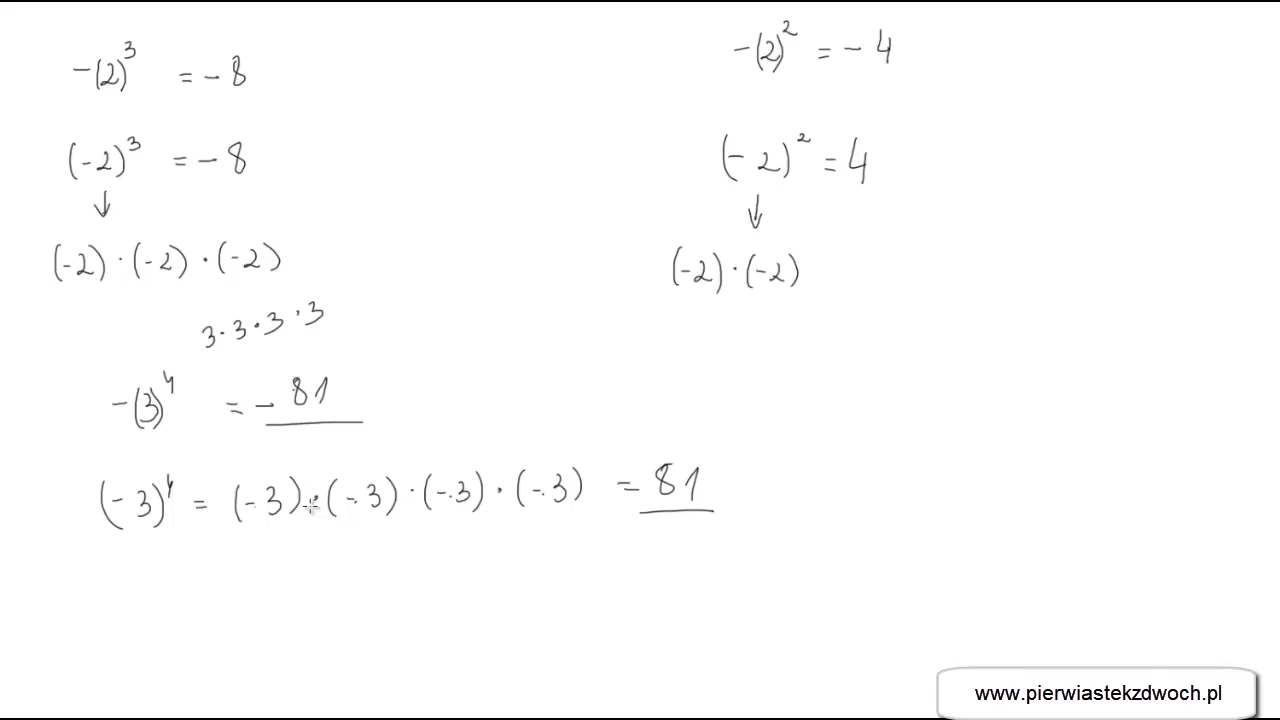 -(2)³ = -8
(-2)³ = -8
↓
(-2)·(-2)·(-2)
-(2)² = -4
(-2)² = 4
↓
(-2)·(-2)
3·3·3·3
-(3)⁴ = -81
(-3)⁴ = (-3)·(-3)·(-3)·(-3) = 81
www.pierwiastekzdwoch.pl